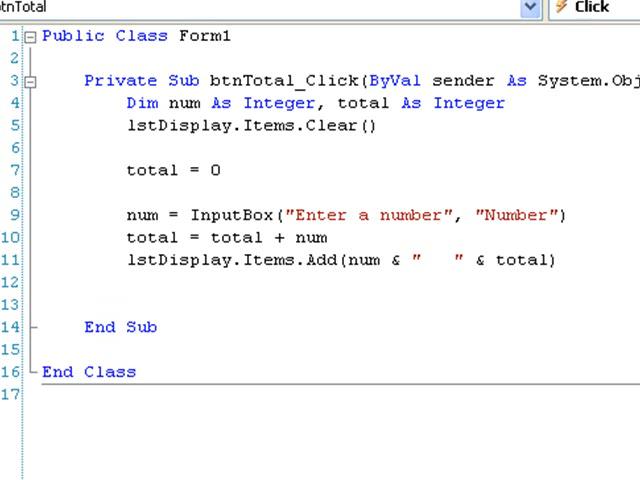 btnTotal Click
1 Public Class Form1
2
3 Private Sub btnTotal_Click(ByVal sender As System.Obj
4 Dim num As Integer, total As Integer
5 lstDisplay.Items.Clear()
6
7 total = 0
8
9 num = InputBox("Enter a number", "Number")
10 total = total + num
11 lstDisplay.Items.Add(num & "   " & total)
12
13
14 End Sub
15
16 End Class
17